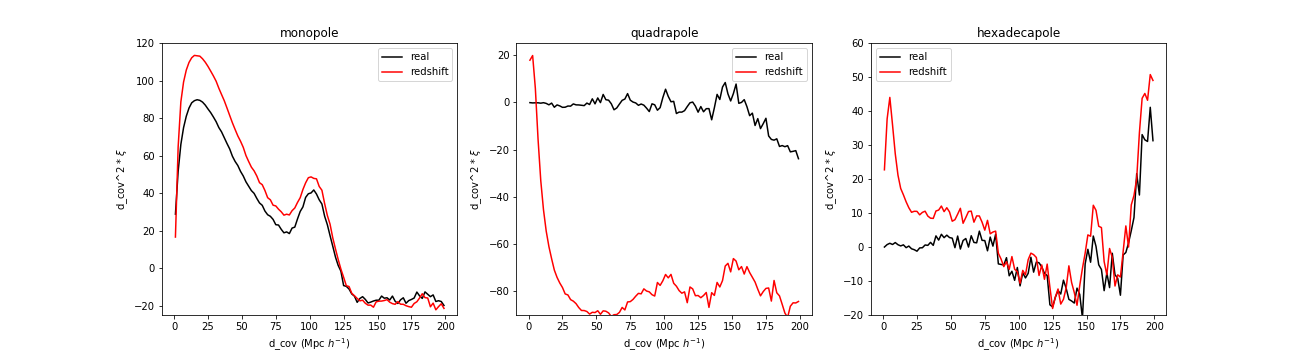 monopole
120
100
80
60
40
20
0
−20
d_cov^2 * ξ
real
redshift
0 25 50 75 100 125 150 175 200
d_cov (Mpc h⁻¹)
quadrapole
20
0
−20
−40
−60
−80
d_cov^2 * ξ
real
redshift
0 25 50 75 100 125 150 175 200
d_cov (Mpc h⁻¹)
hexadecapole
60
50
40
30
20
10
0
−10
−20
d_cov^2 * ξ
real
redshift
0 25 50 75 100 125 150 175 200
d_cov (Mpc h⁻¹)